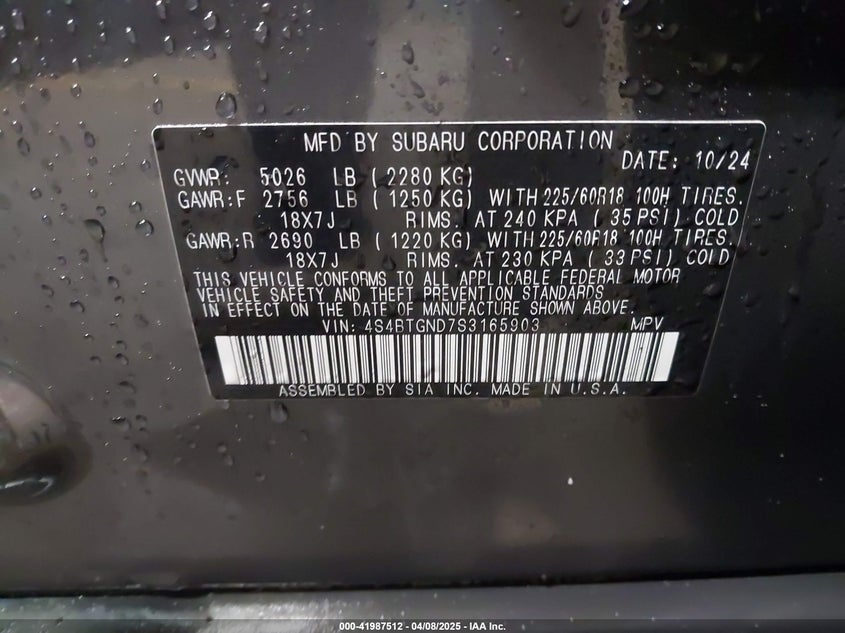 MFD BY SUBARU CORPORATION
DATE: 10/24
GVWR: 5026 LB ( 2280 KG)
GAWR:F 2756 LB ( 1250 KG) WITH 225/60R18 100H TIRES.
18X7J RIMS. AT 240 KPA ( 35 PSI) COLD
GAWR:R 2690 LB ( 1220 KG) WITH 225/60R18 100H TIRES.
18X7J RIMS. AT 230 KPA ( 33 PSI) COLD
THIS VEHICLE CONFORMS TO ALL APPLICABLE FEDERAL MOTOR
VEHICLE SAFETY AND THEFT PREVENTION STANDARDS
IN EFFECT ON THE DATE OF MANUFACTURE SHOWN ABOVE.
VIN: 4S4BTGND7S3165903 MPV
ASSEMBLED BY SIA INC. MADE IN U.S.A.
000-41987512 - 04/08/2025 - IAA Inc.